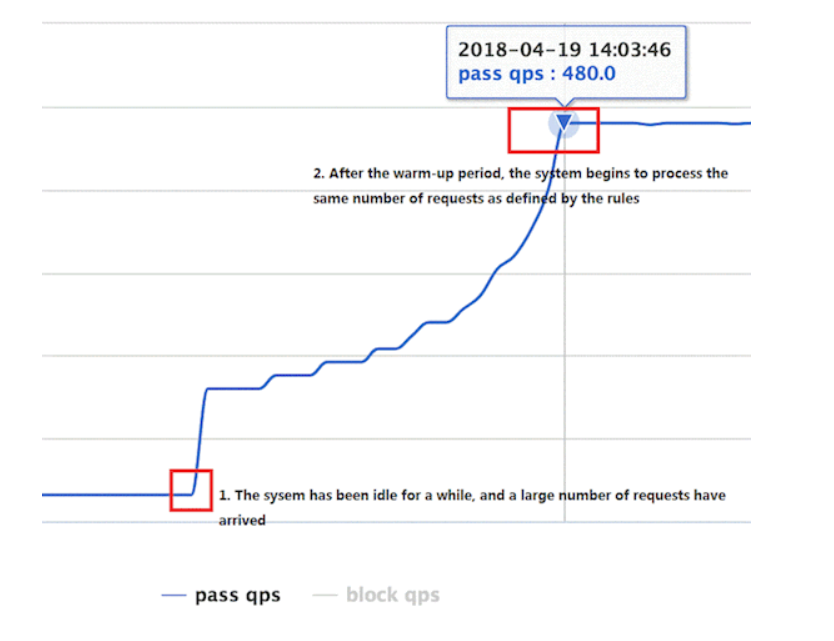 2018-04-19 14:03:46
pass qps : 480.0
2. After the warm-up period, the system begins to process the
same number of requests as defined by the rules
1. The sysem has been idle for a while, and a large number of requests have
arrived
pass qps
block qps